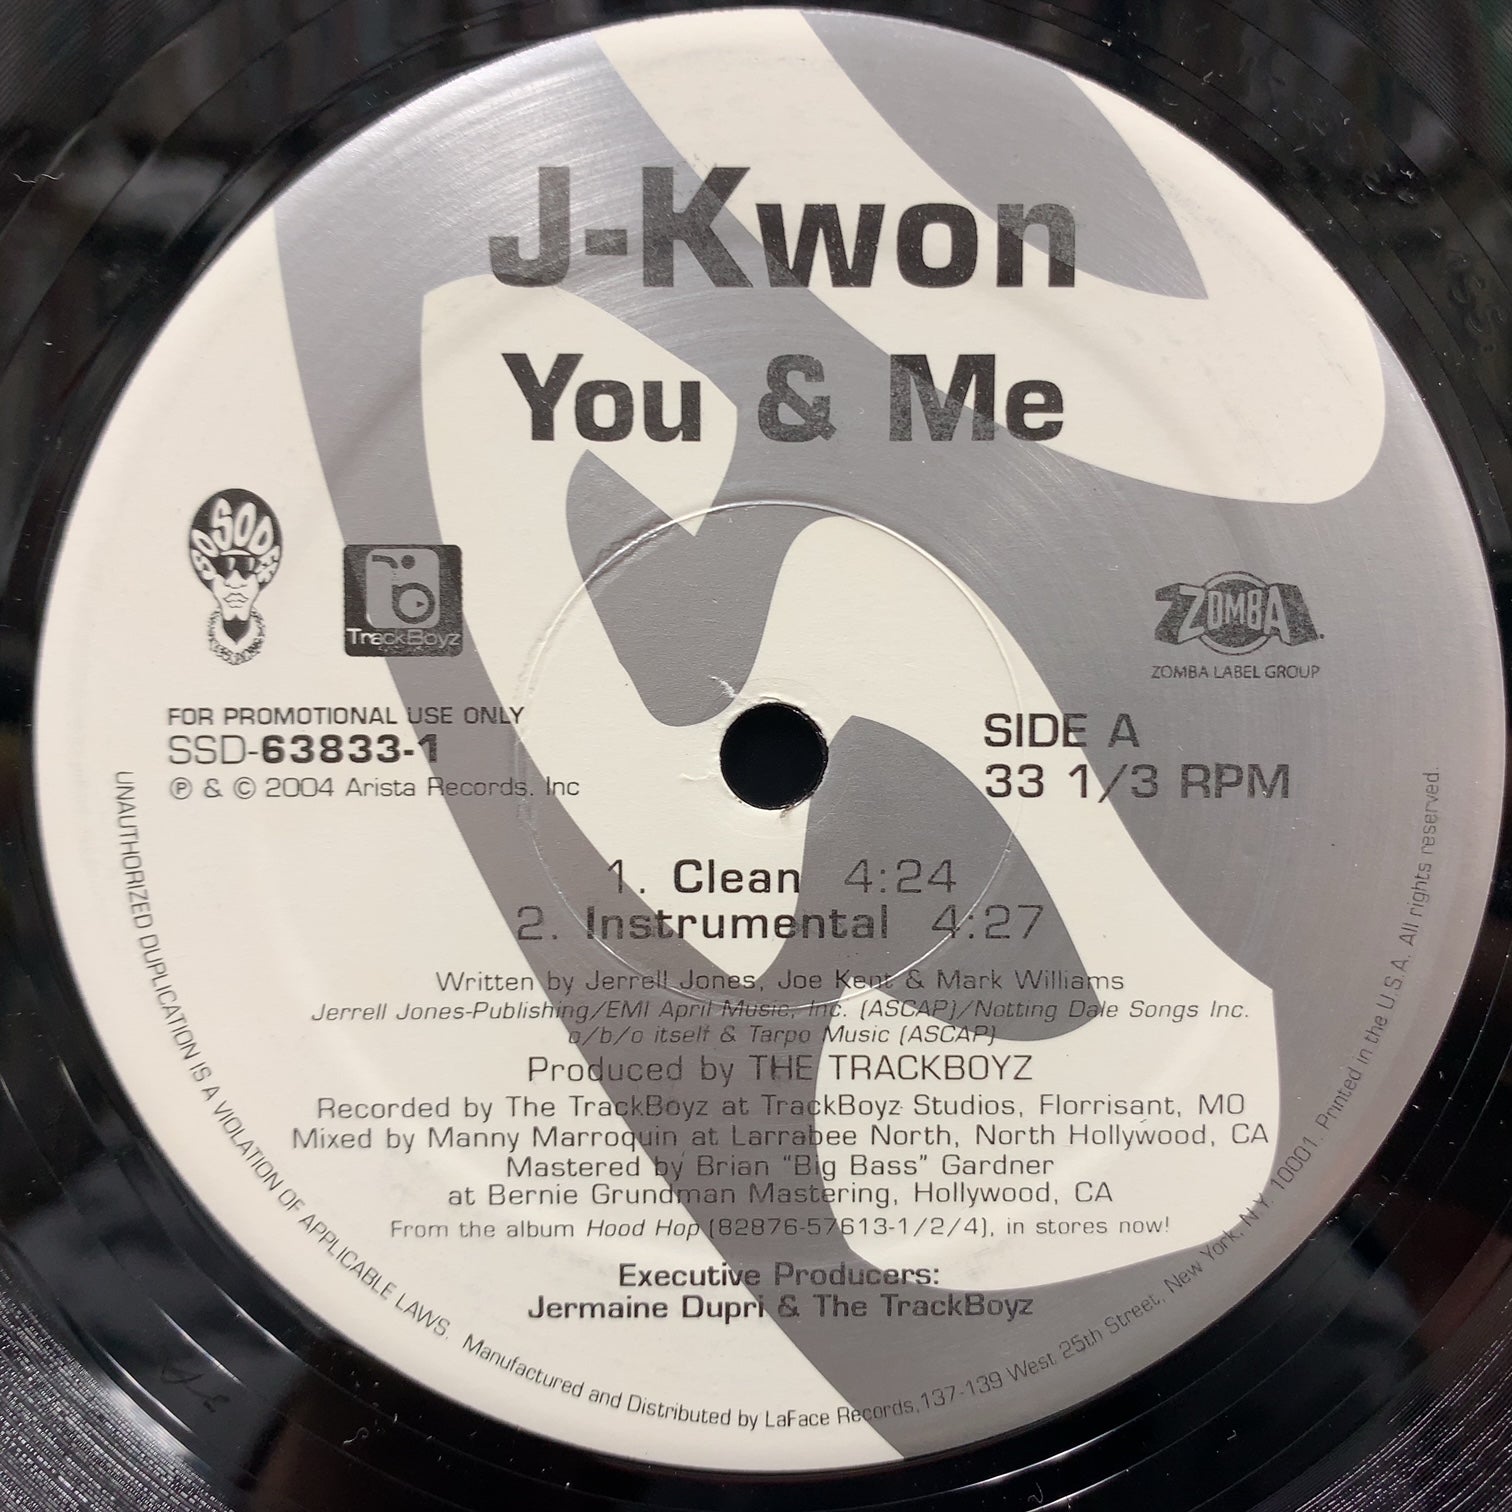 J-Kwon
You & Me
SO SO DEF
TrackBoyz
ZOMBA
ZOMBA LABEL GROUP
FOR PROMOTIONAL USE ONLY
SSD-63833-1
℗ & © 2004 Arista Records, Inc
SIDE A
33 1/3 RPM
1. Clean 4:24
2. Instrumental 4:27
Written by Jerrell Jones, Joe Kent & Mark Williams
Jerrell Jones-Publishing/EMI April Music, Inc. (ASCAP)/Notting Dale Songs Inc.
o/b/o itself & Tarpo Music (ASCAP)
Produced by THE TRACKBOYZ
Recorded by The TrackBoyz at TrackBoyz Studios, Florrisant, MO
Mixed by Manny Marroquin at Larrabee North, North Hollywood, CA
Mastered by Brian "Big Bass" Gardner
at Bernie Grundman Mastering, Hollywood, CA
From the album Hood Hop (82876-57613-1/2/4), in stores now!
Executive Producers:
Jermaine Dupri & The TrackBoyz
UNAUTHORIZED DUPLICATION IS A VIOLATION OF APPLICABLE LAWS. Manufactured and Distributed by LaFace Records, 137-139 West 25th Street, New York, N.Y. 10001. Printed in the U.S.A. All rights reserved.